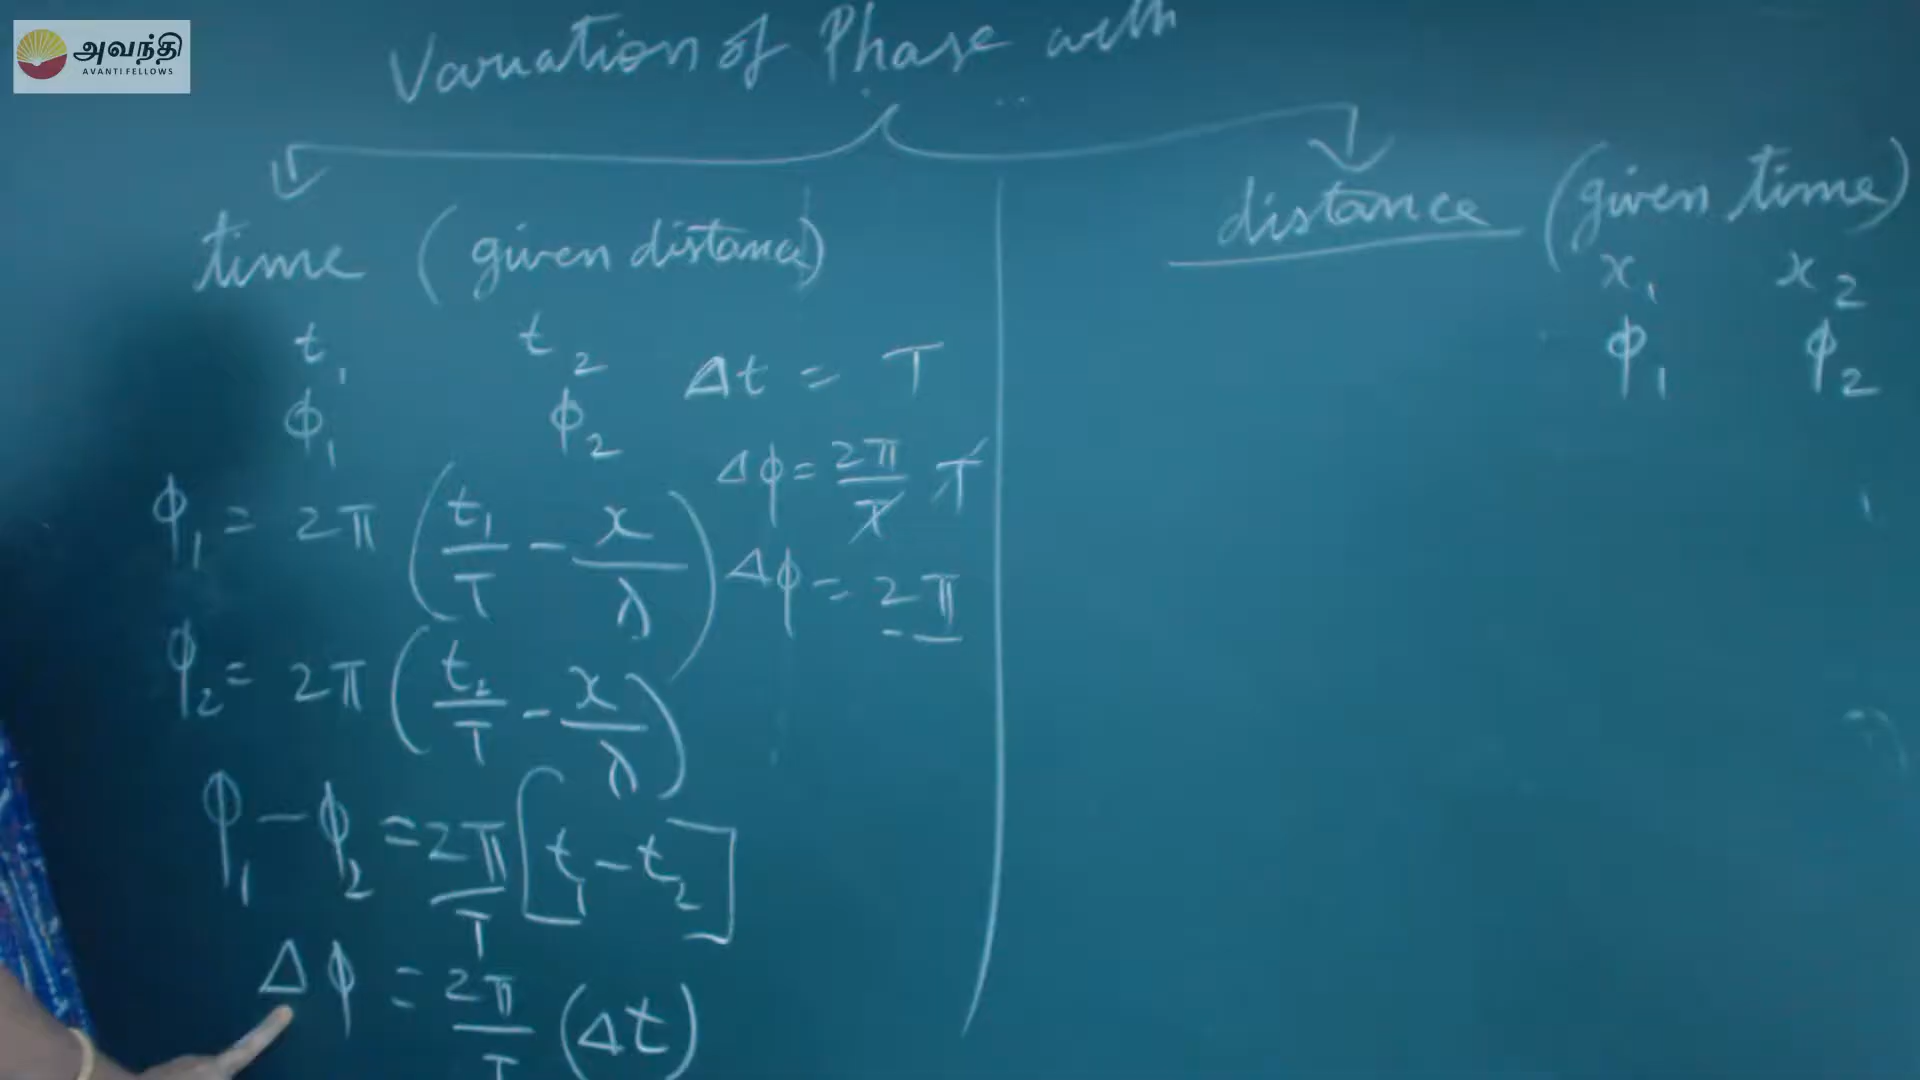 அவந்தி
AVANTI FELLOWS
Variation of Phase with
time (given distance)
t₁ t₂
ϕ₁ ϕ₂
Δt = T
Δϕ = 2π/T T
Δϕ = 2π
ϕ₁ = 2π (t₁/T - x/λ)
ϕ₂ = 2π (t₂/T - x/λ)
ϕ₁ - ϕ₂ = 2π/T [t₁ - t₂]
Δϕ = 2π/T (Δt)
distance (given time)
x₁ x₂
ϕ₁ ϕ₂